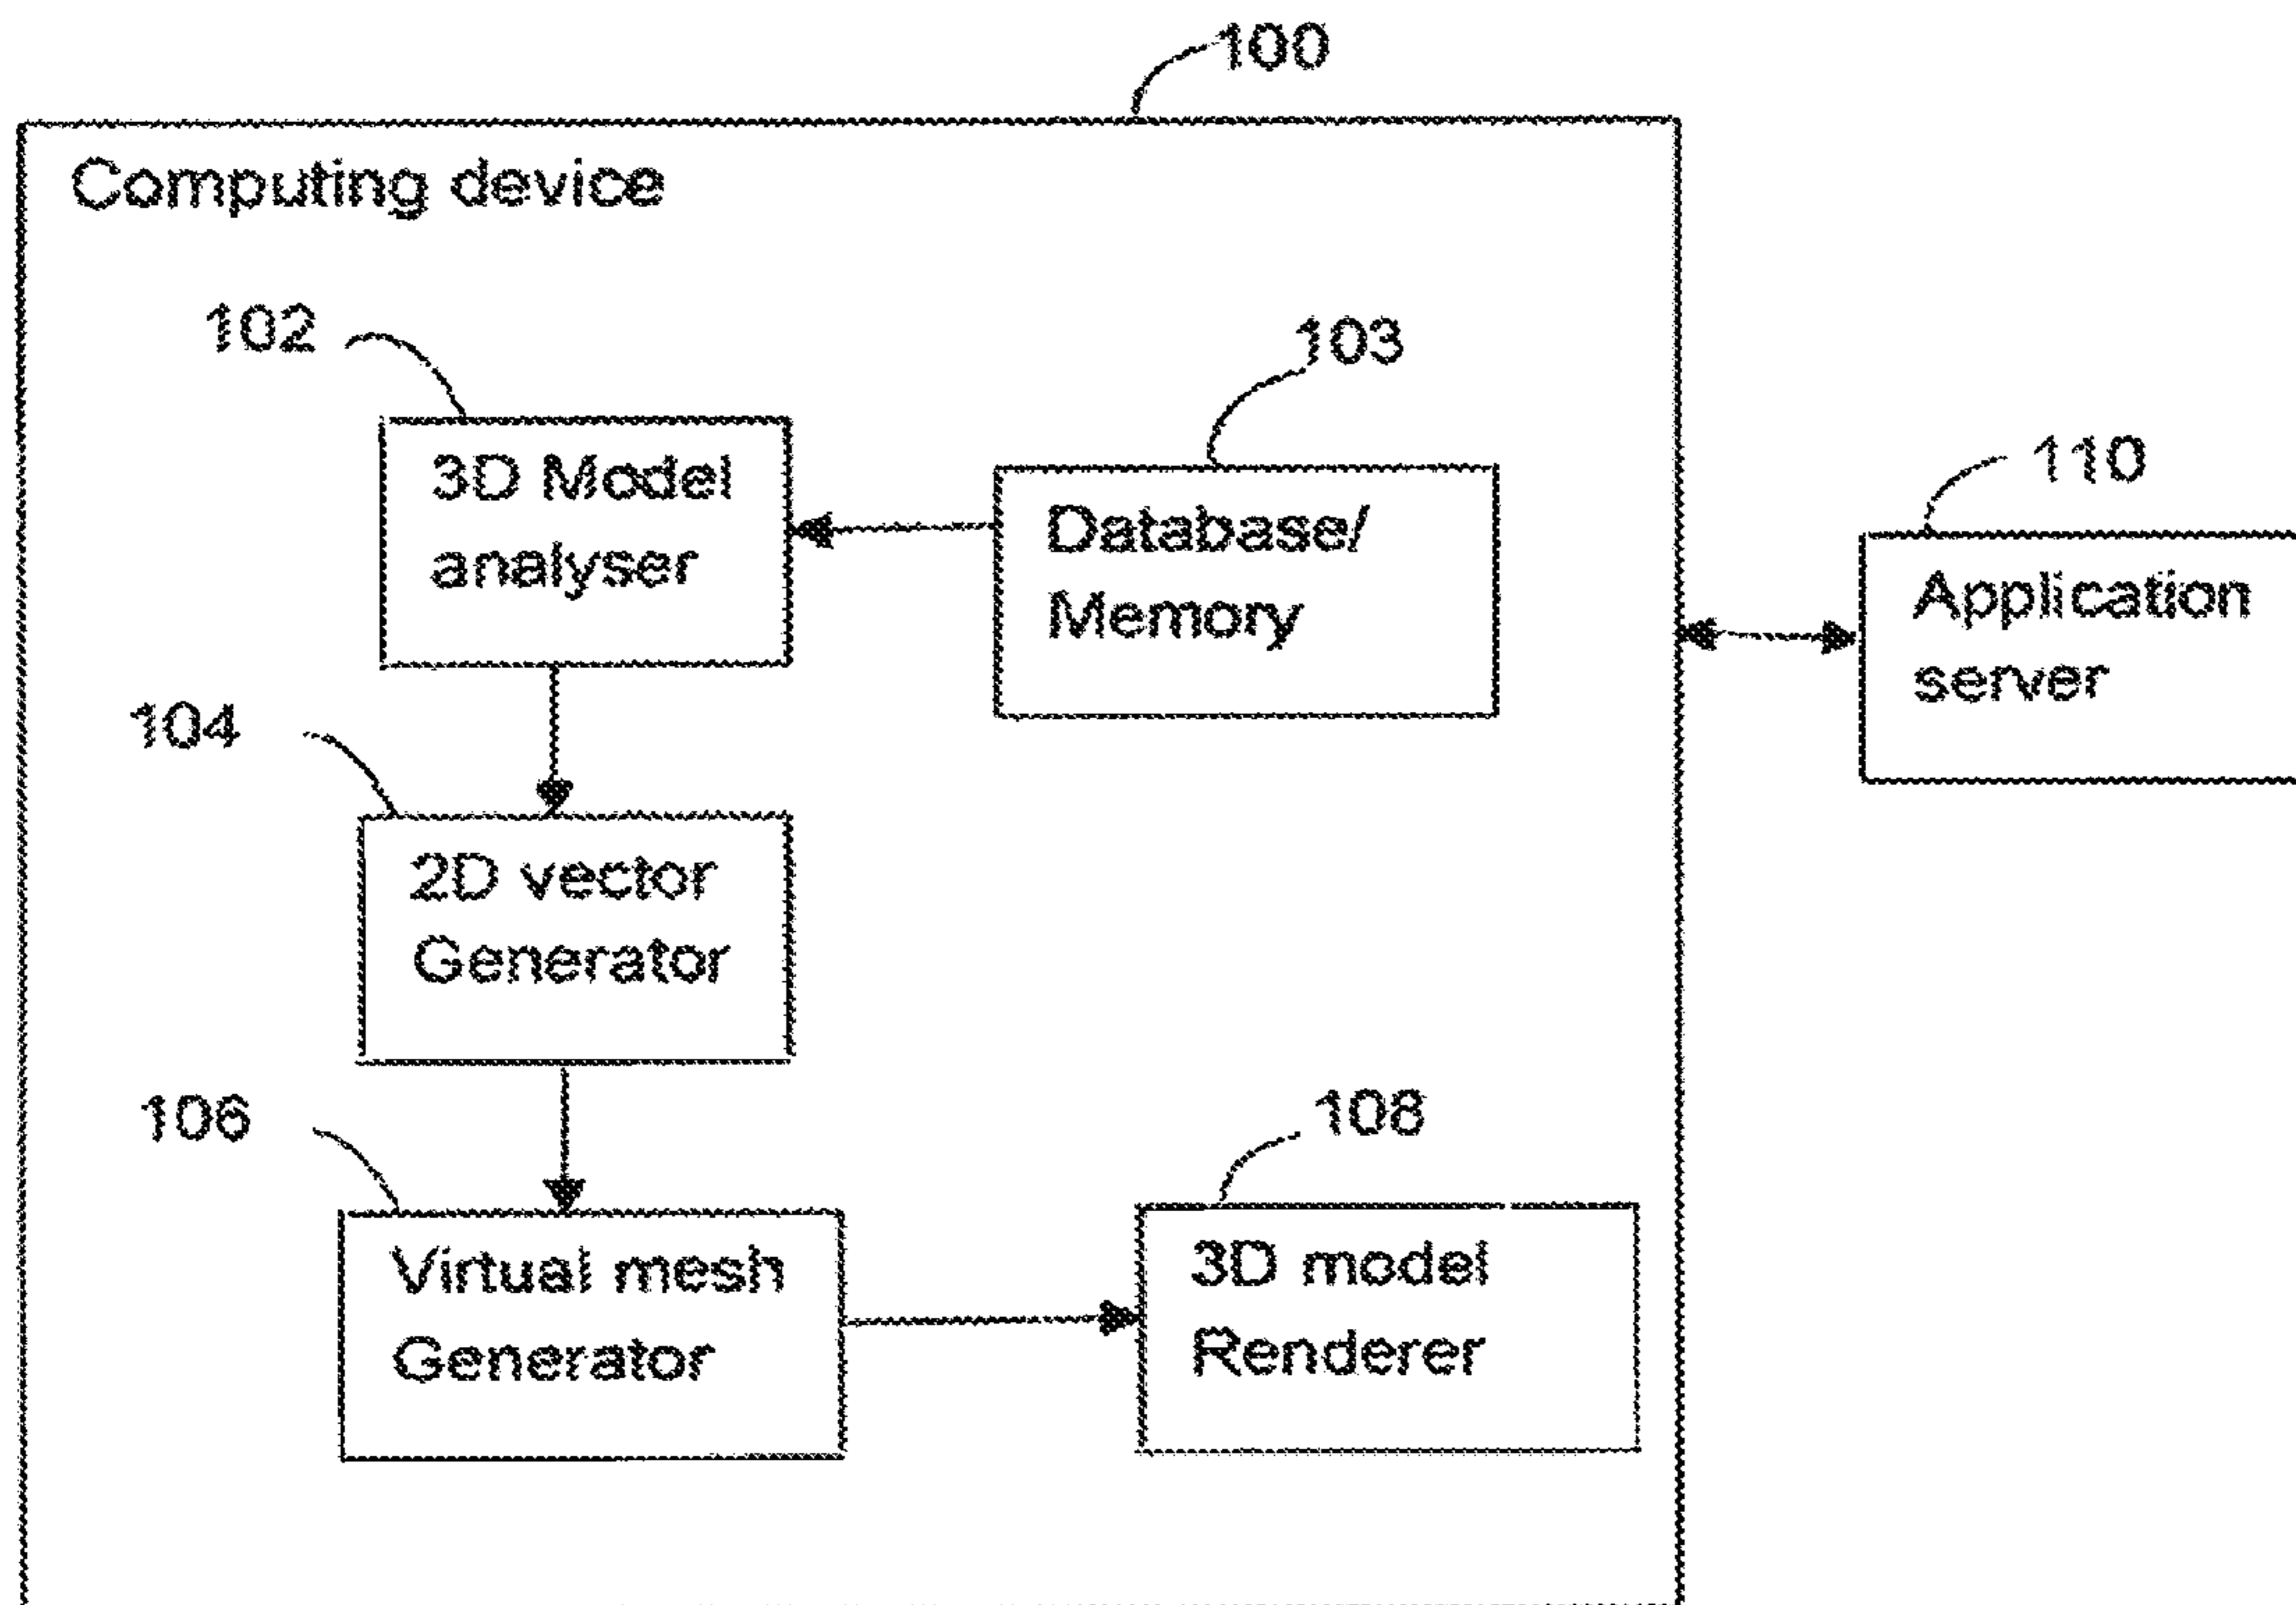 100
Computing device
102
103
3D Model
analyser
Database/
Memory
110
Application
server
104
2D vector
Generator
106
108
Virtual mesh
Generator
3D model
Renderer